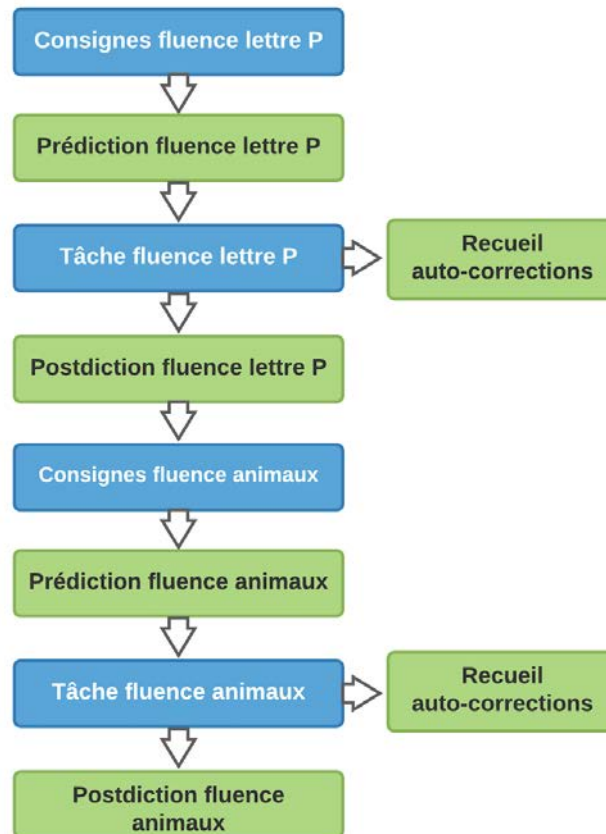 Consignes fluence lettre P
Prédiction fluence lettre P
Tâche fluence lettre P
Recueil
auto-corrections
Postdiction fluence lettre P
Consignes fluence animaux
Prédiction fluence animaux
Tâche fluence animaux
Recueil
auto-corrections
Postdiction fluence
animaux